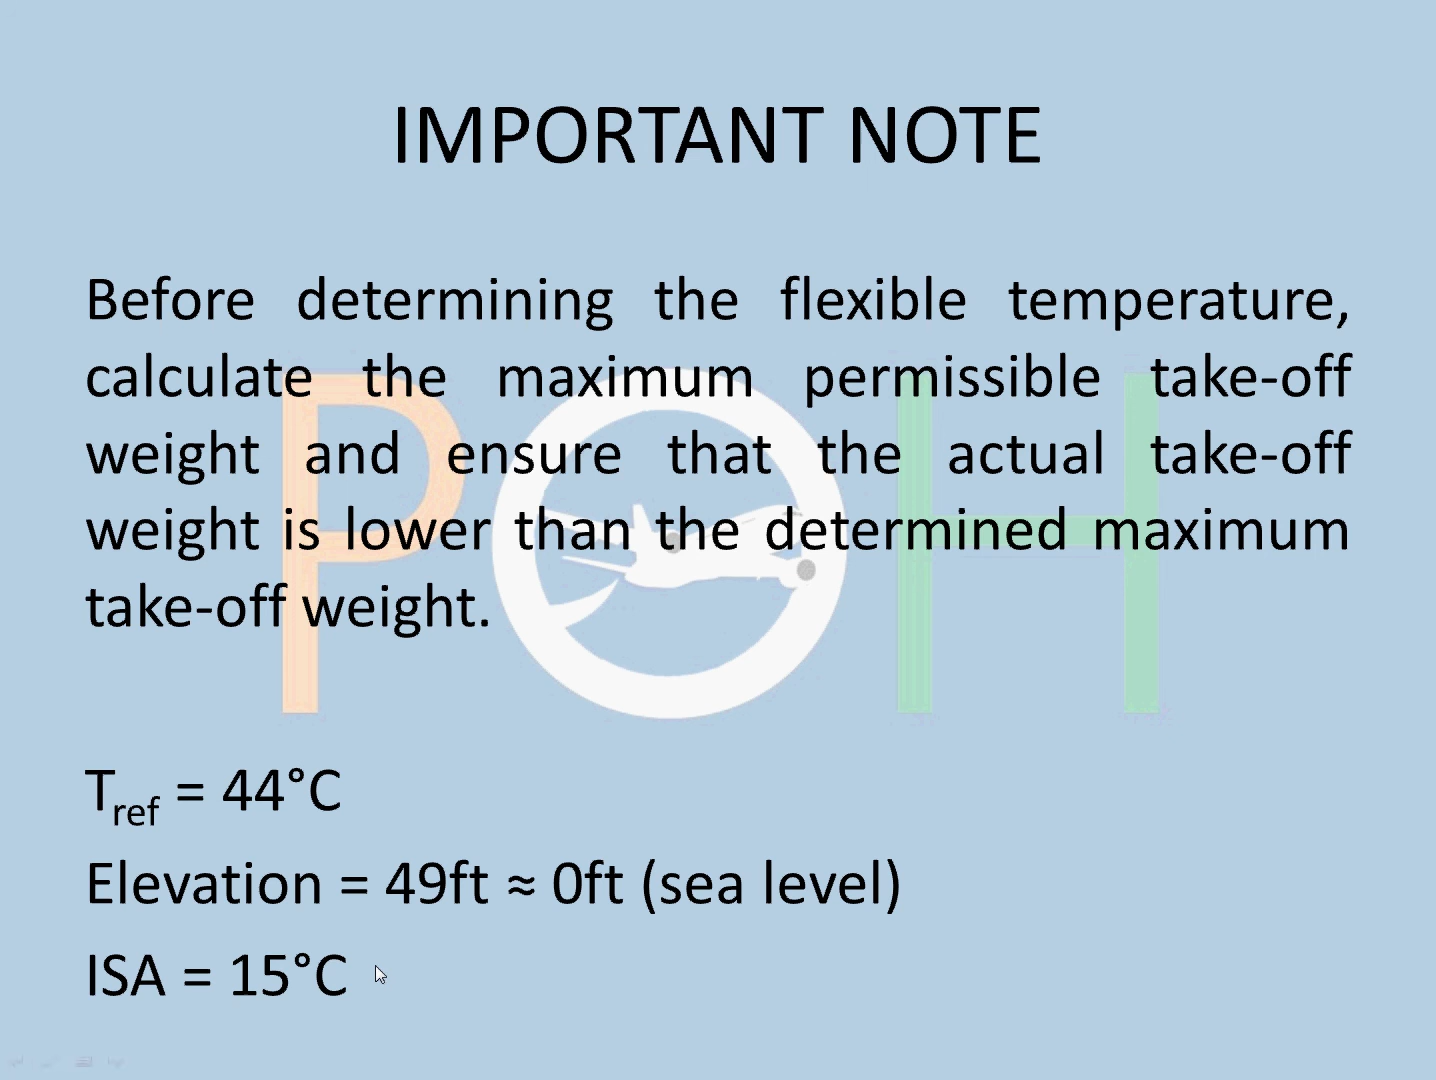 IMPORTANT NOTE
Before determining the flexible temperature,
calculate the maximum permissible take-off
weight and ensure that the actual take-off
weight is lower than the determined maximum
take-off weight.
P O H
T_ref = 44°C
Elevation = 49ft ≈ 0ft (sea level)
ISA = 15°C